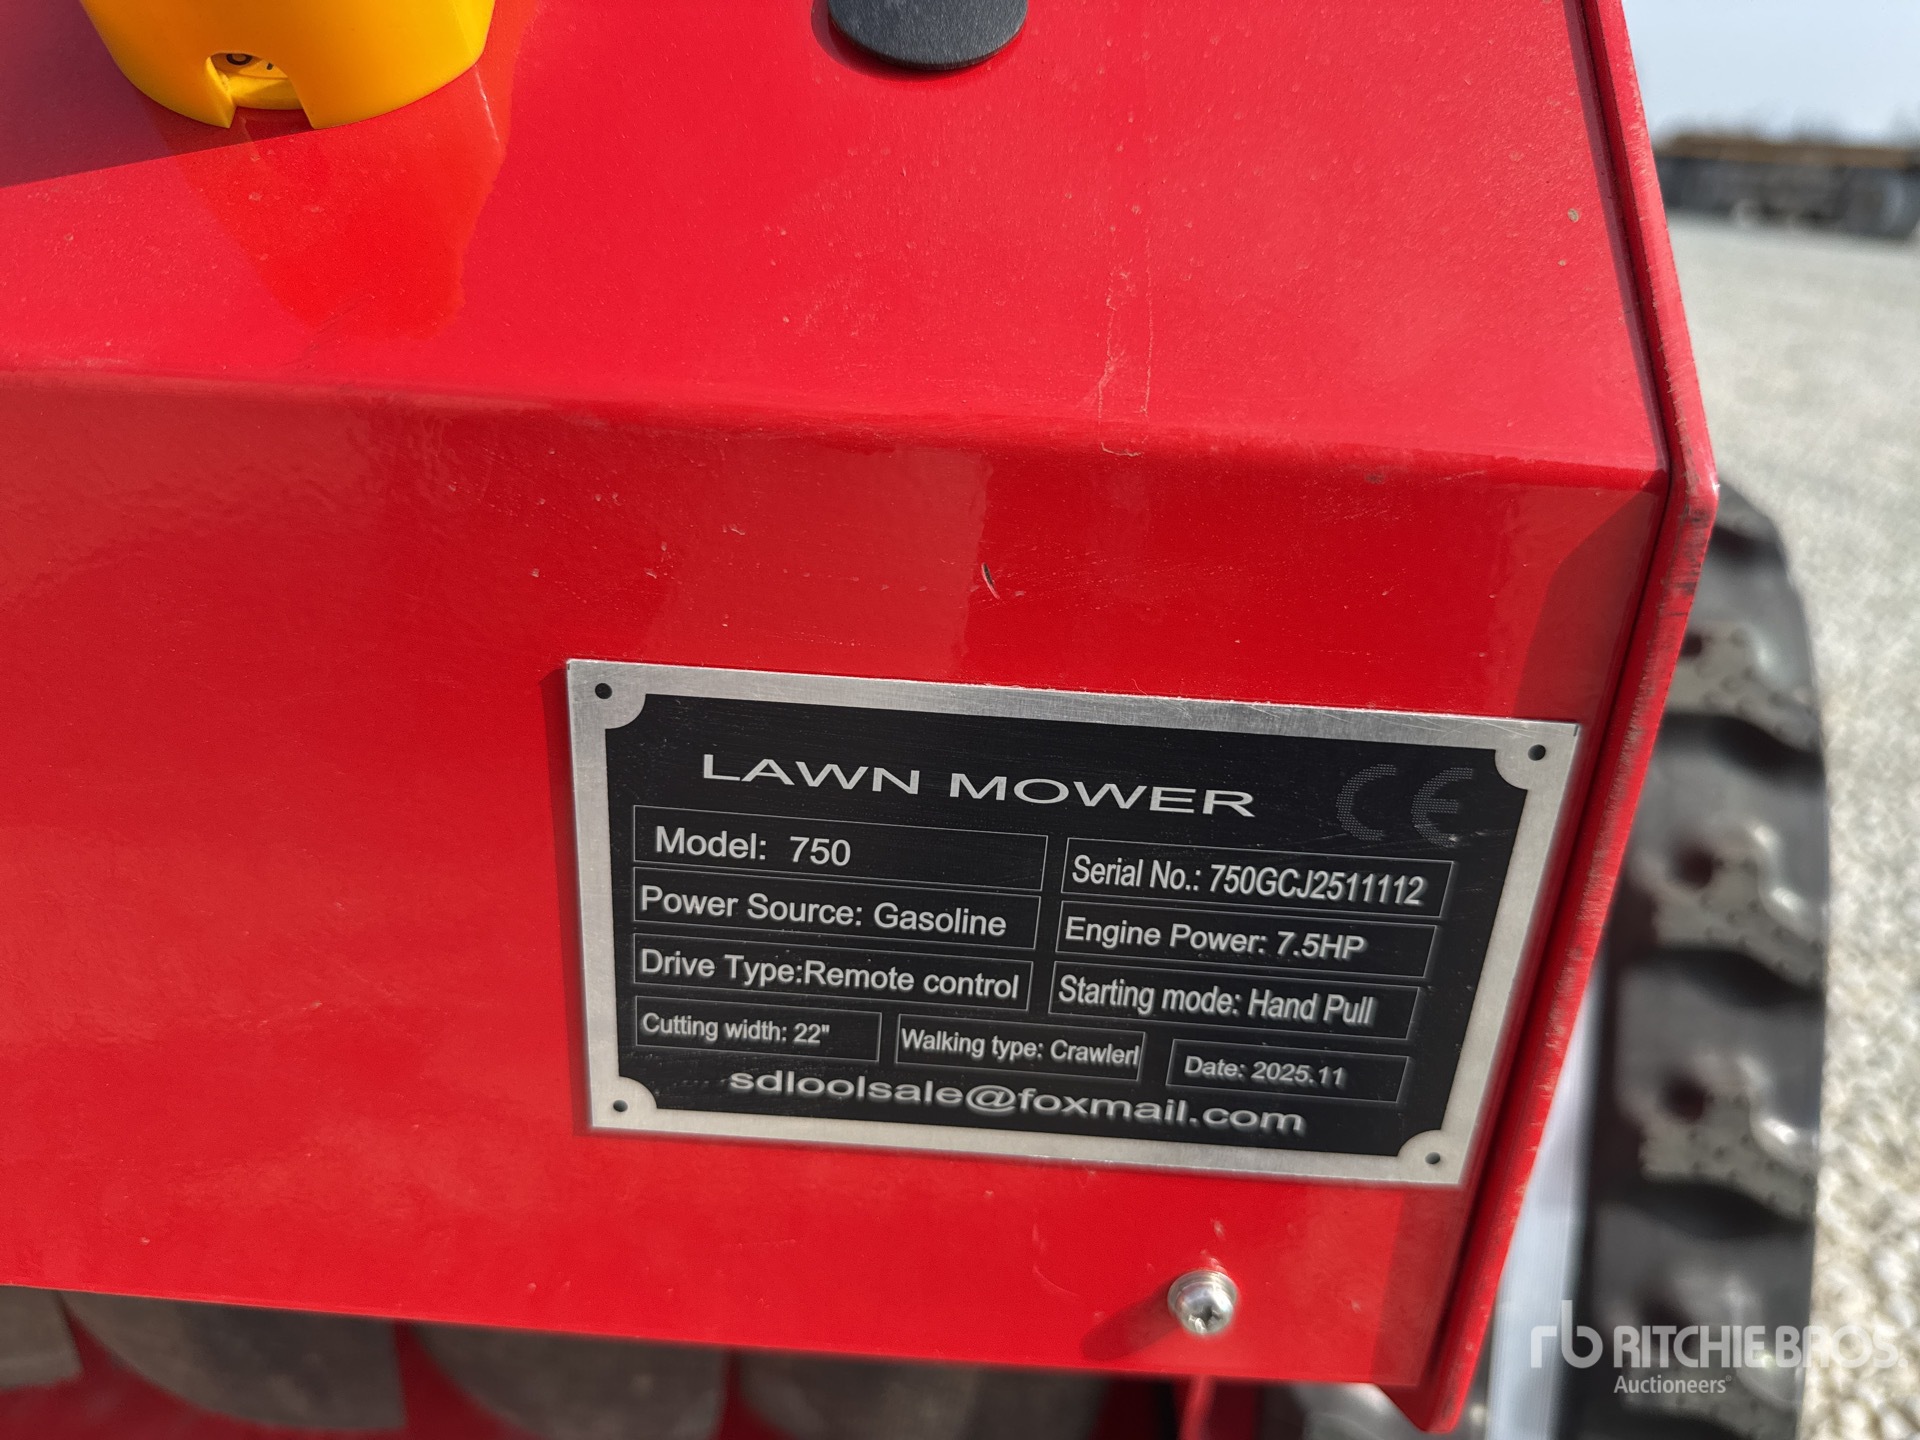 LAWN MOWER CE
Model: 750
Serial No.: 750GCJ2511112
Power Source: Gasoline
Engine Power: 7.5HP
Drive Type:Remote control
Starting mode: Hand Pull
Cutting width: 22"
Walking type: Crawlerl
Date: 2025.11
sdloolsale@foxmail.com
rb RITCHIE BROS.
Auctioneers